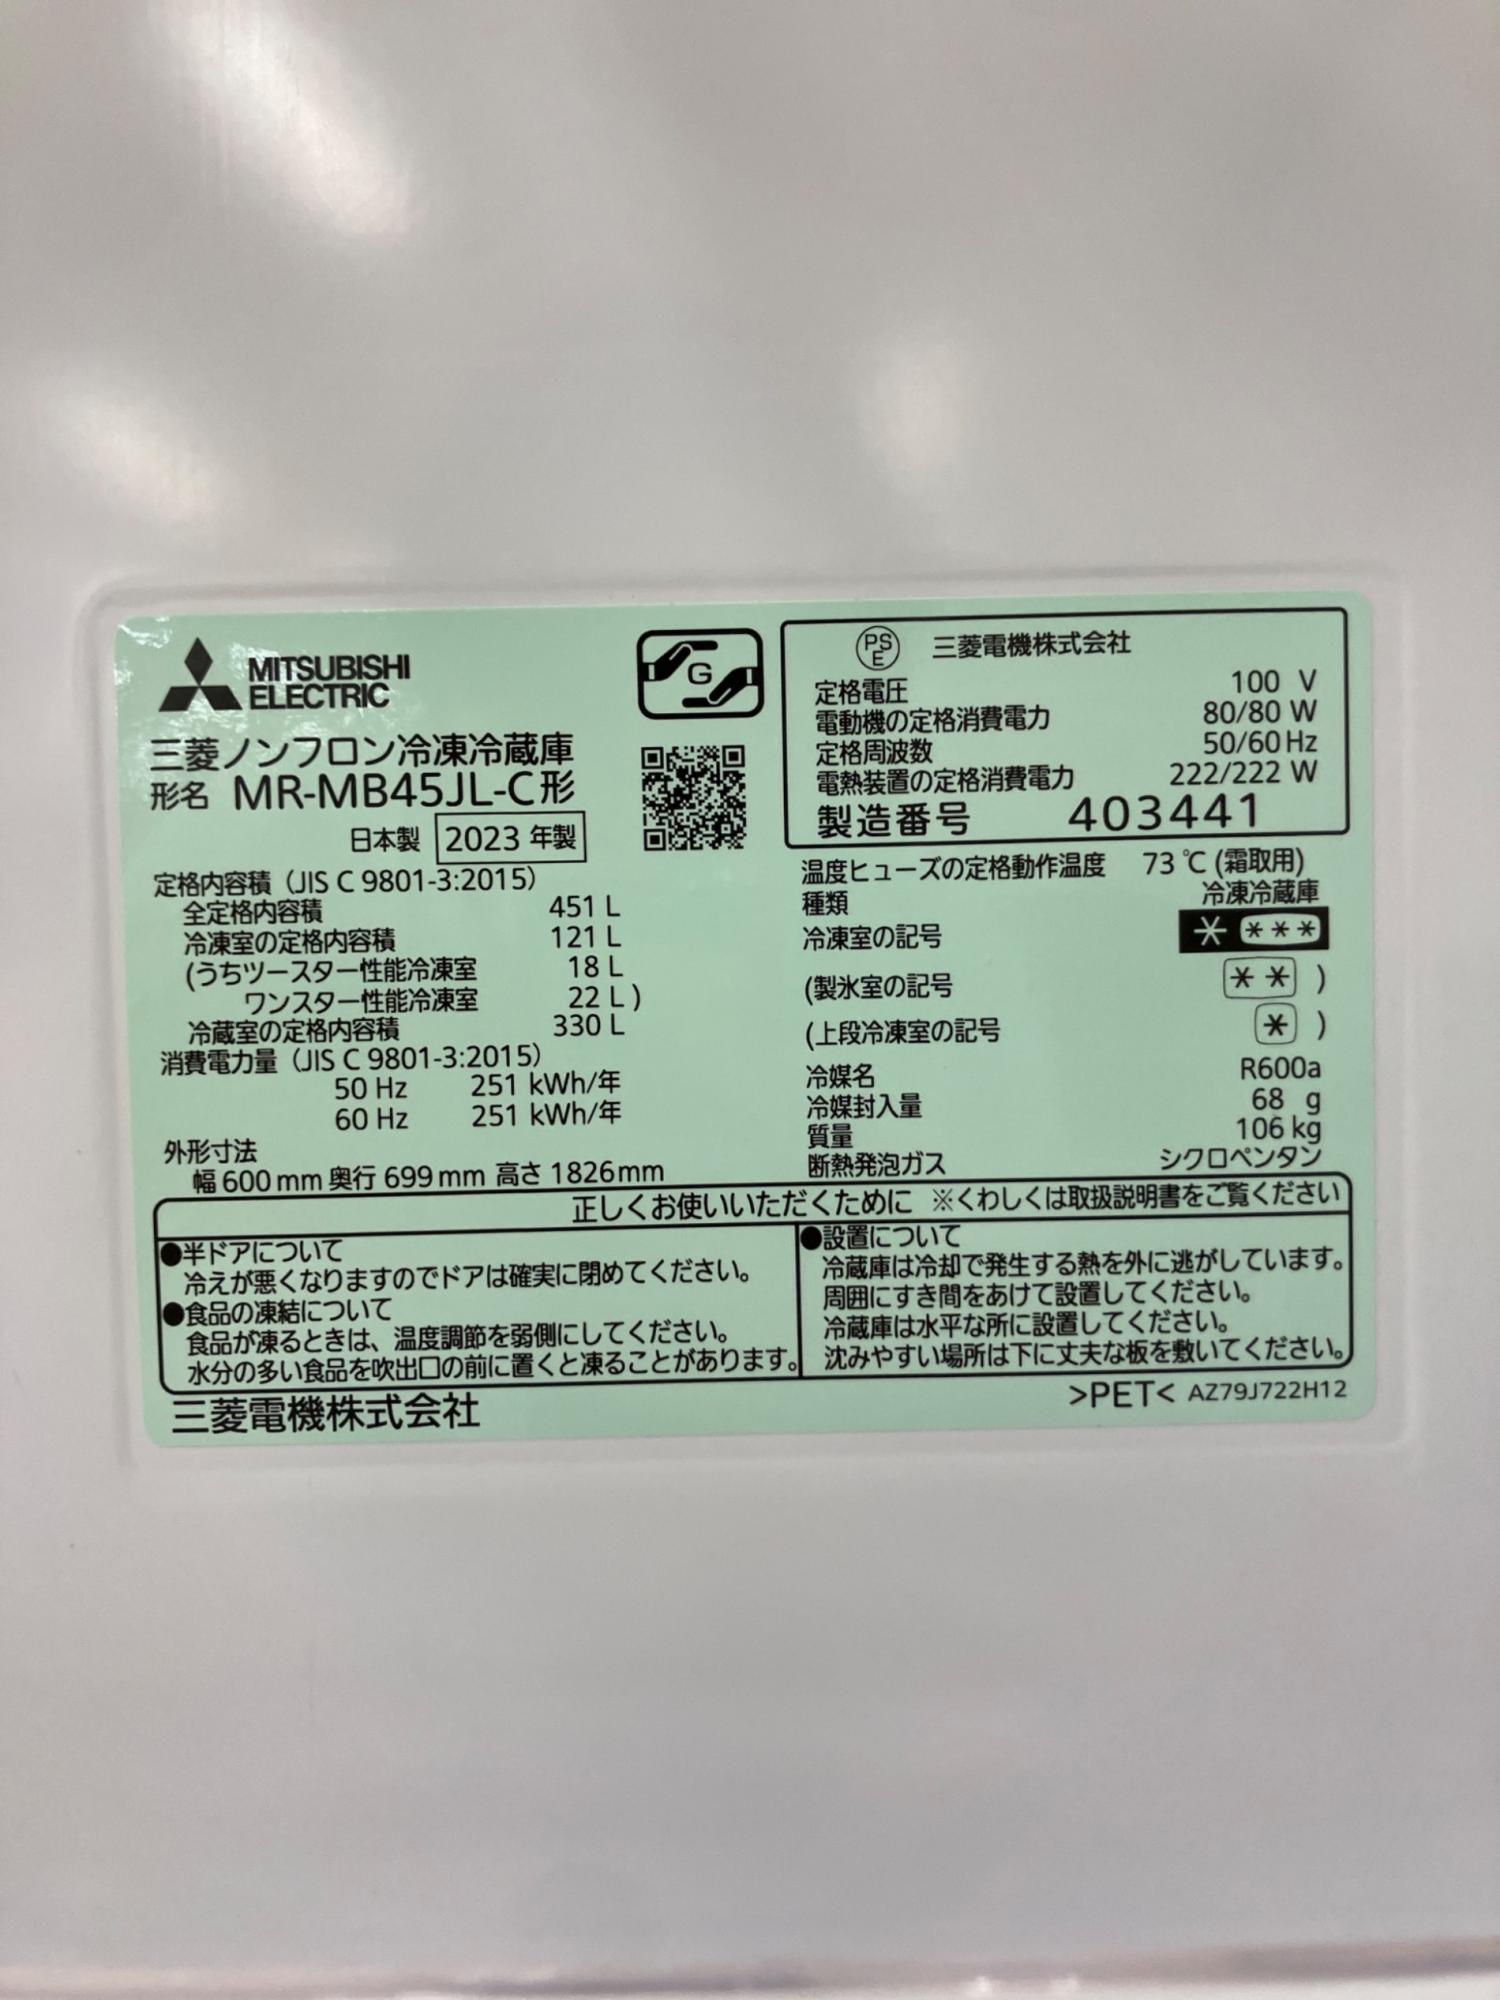 MITSUBISHI
ELECTRIC
G
三菱ノンフロン冷凍冷蔵庫
形名 MR-MB45JL-C形
日本製 2023 年製
定格内容積（JIS C 9801-3:2015）
全定格内容積 451 L
冷凍室の定格内容積 121 L
(うちツースター性能冷凍室 18 L
ワンスター性能冷凍室 22 L )
冷蔵室の定格内容積 330 L
消費電力量（JIS C 9801-3:2015）
50 Hz 251 kWh/年
60 Hz 251 kWh/年
外形寸法
幅 600 mm 奥行 699 mm 高さ 1826mm
PS
E
三菱電機株式会社
定格電圧 100 V
電動機の定格消費電力 80/80 W
定格周波数 50/60 Hz
電熱装置の定格消費電力 222/222 W
製造番号 403441
温度ヒューズの定格動作温度 73 ℃ (霜取用)
種類 冷凍冷蔵庫
冷凍室の記号 * ***
(製氷室の記号 ** )
(上段冷凍室の記号 * )
冷媒名 R600a
冷媒封入量 68 g
質量 106 kg
断熱発泡ガス シクロペンタン
正しくお使いいただくために ※くわしくは取扱説明書をご覧ください
●半ドアについて
冷えが悪くなりますのでドアは確実に閉めてください。
●食品の凍結について
食品が凍るときは、温度調節を弱側にしてください。
水分の多い食品を吹出口の前に置くと凍ることがあります。
●設置について
冷蔵庫は冷却で発生する熱を外に逃がしています。
周囲にすき間をあけて設置してください。
冷蔵庫は水平な所に設置してください。
沈みやすい場所は下に丈夫な板を敷いてください。
三菱電機株式会社
>PET< AZ79J722H12